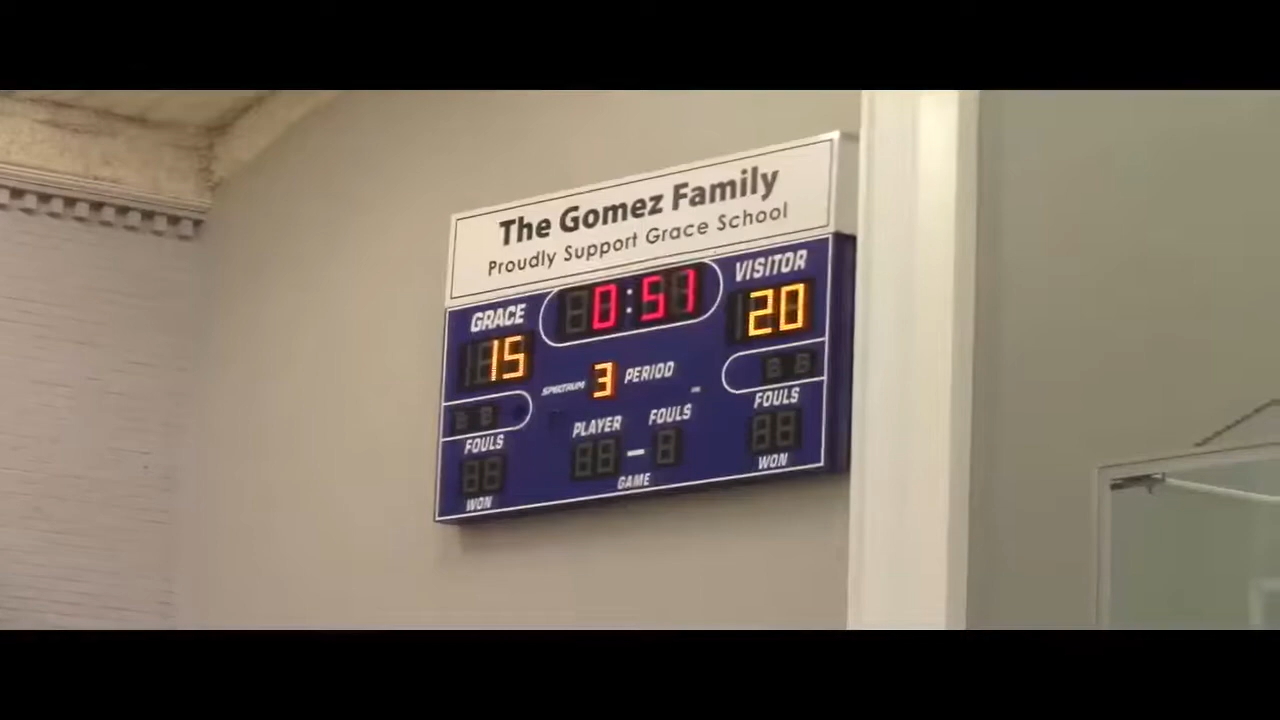 The Gomez Family
Proudly Support Grace School
GRACE 0:51 VISITOR
15 20
SPECTRUM 3 PERIOD
FOULS PLAYER FOULS FOULS
WON GAME WON